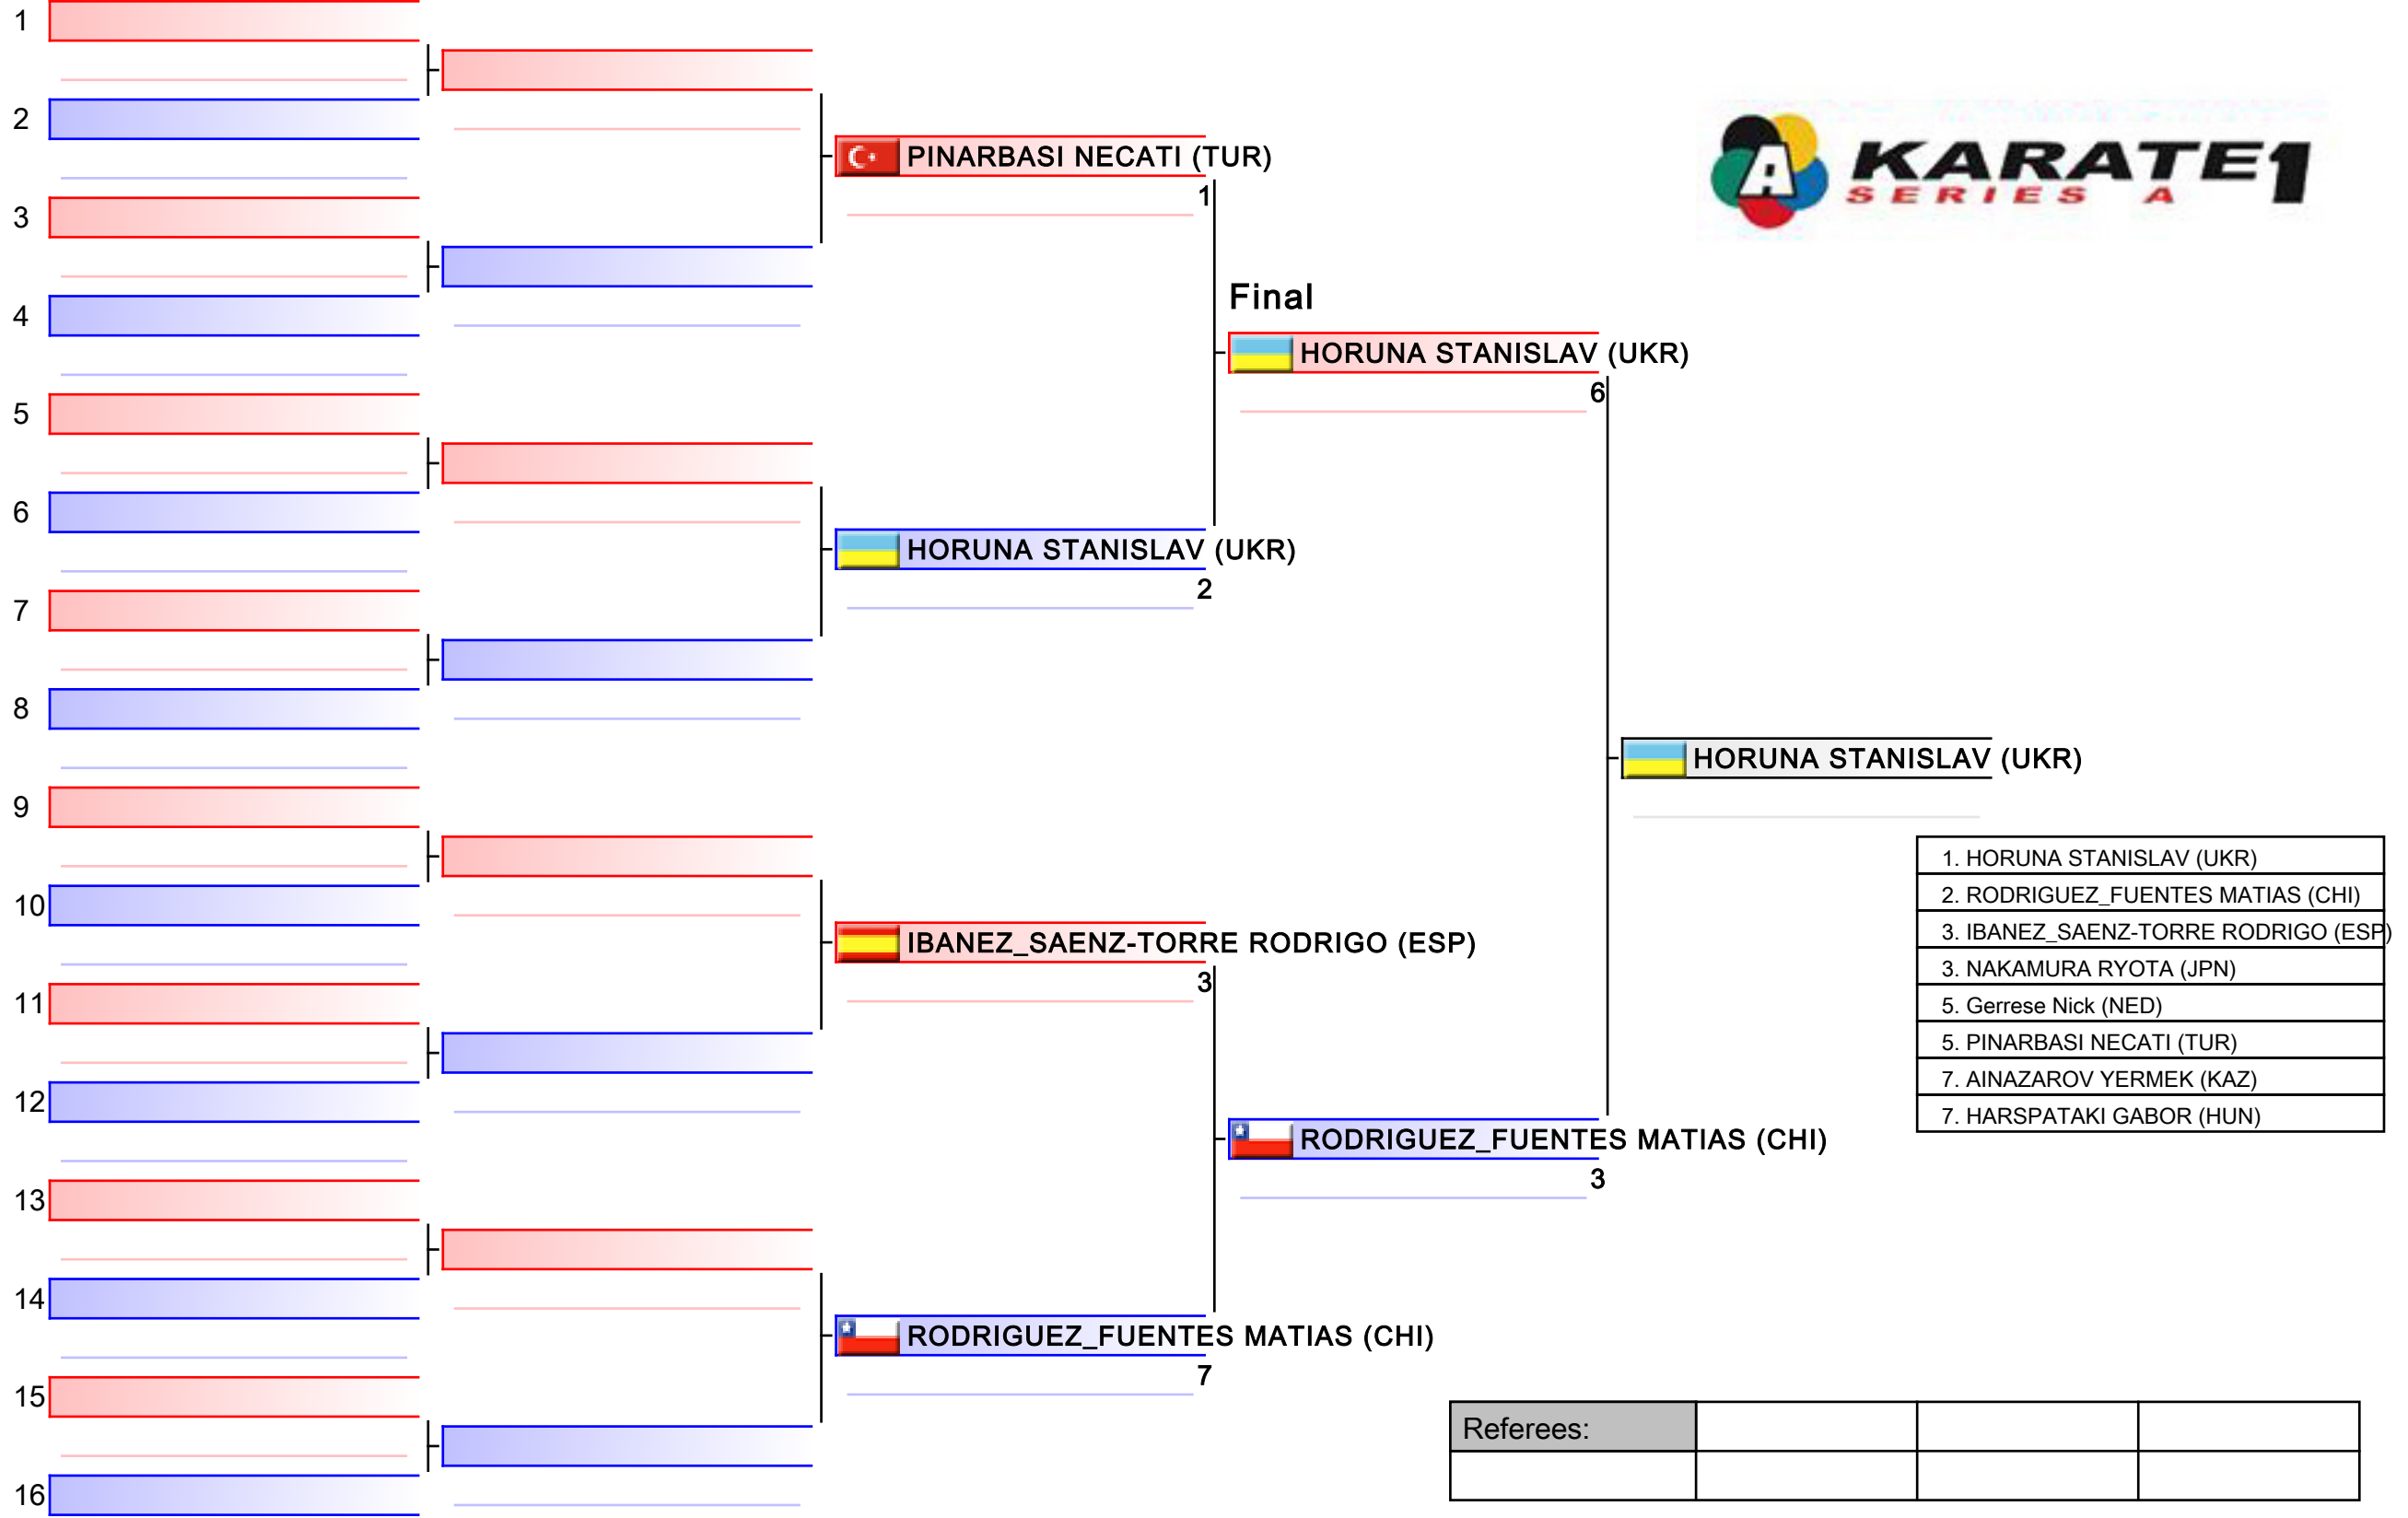 1
2
3
4
5
6
7
8
9
10
11
12
13
14
15
16
PINARBASI NECATI (TUR)
1
HORUNA STANISLAV (UKR)
2
IBANEZ_SAENZ-TORRE RODRIGO (ESP)
3
RODRIGUEZ_FUENTES MATIAS (CHI)
7
Final
HORUNA STANISLAV (UKR)
6
RODRIGUEZ_FUENTES MATIAS (CHI)
3
HORUNA STANISLAV (UKR)
A KARATE1
SERIES A
1. HORUNA STANISLAV (UKR)
2. RODRIGUEZ_FUENTES MATIAS (CHI)
3. IBANEZ_SAENZ-TORRE RODRIGO (ESP)
3. NAKAMURA RYOTA (JPN)
5. Gerrese Nick (NED)
5. PINARBASI NECATI (TUR)
7. AINAZAROV YERMEK (KAZ)
7. HARSPATAKI GABOR (HUN)
Referees: